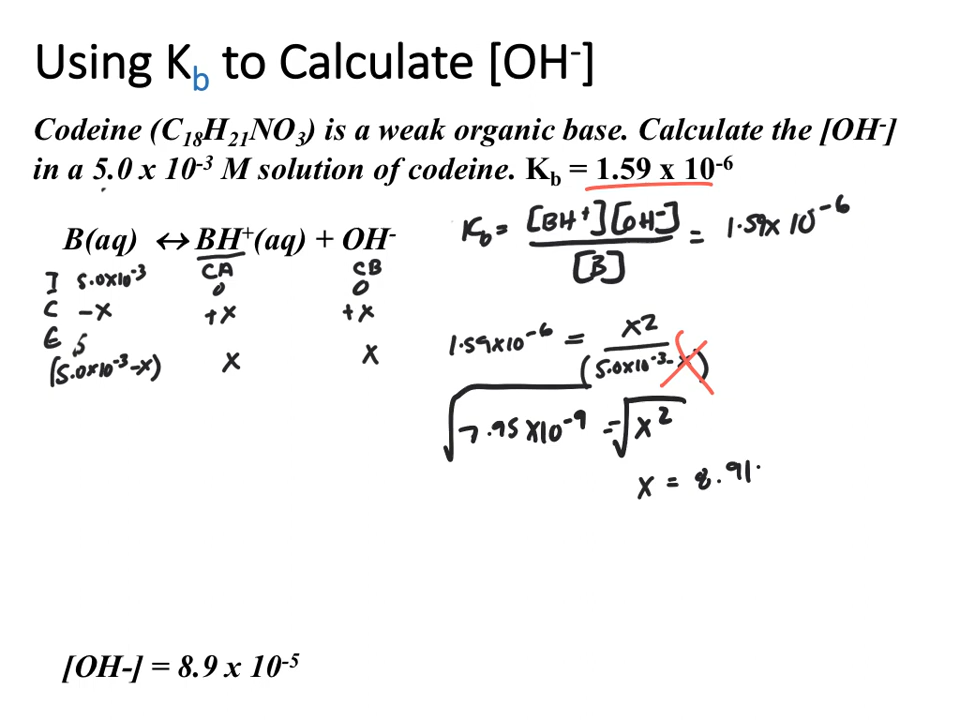 Using Kb to Calculate [OH-]
Codeine (C18H21NO3) is a weak organic base. Calculate the [OH-]
in a 5.0 x 10-3 M solution of codeine. Kb = 1.59 x 10-6
B(aq) ↔ BH+(aq) + OH-
CA CB
I 5.0x10-3 0 0
C -x +x +x
E
(5.0x10-3-x) x x
Kb = [BH+][OH-] / [B] = 1.59x 10-6
1.59x10-6 = x2 / (5.0x10-3-x)
√7.95 x10-9 = √x2
x = 8.91.
[OH-] = 8.9 x 10-5